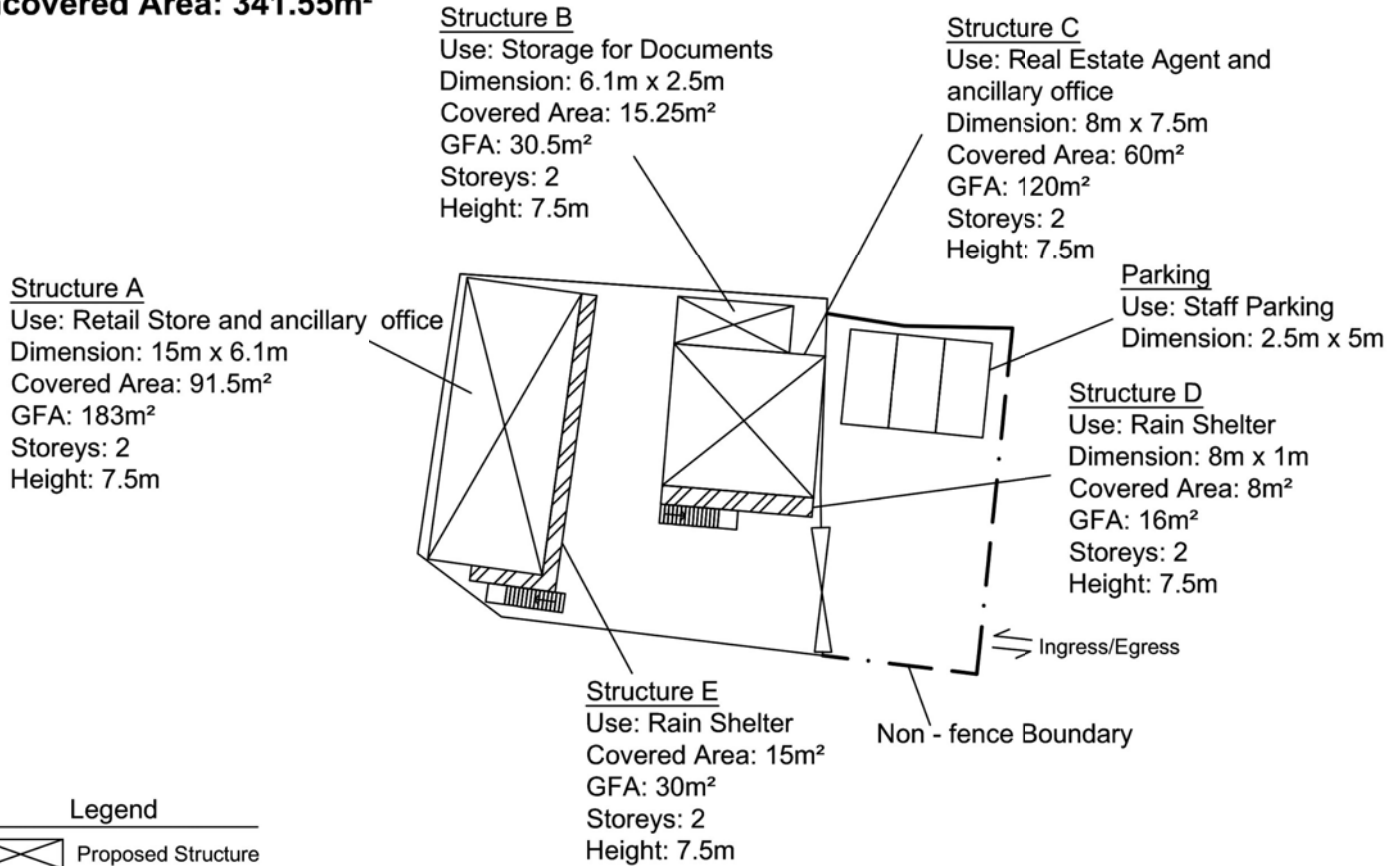 covered Area: 341.55m²
Structure B
Use: Storage for Documents
Dimension: 6.1m x 2.5m
Covered Area: 15.25m²
GFA: 30.5m²
Storeys: 2
Height: 7.5m
Structure C
Use: Real Estate Agent and
ancillary office
Dimension: 8m x 7.5m
Covered Area: 60m²
GFA: 120m²
Storeys: 2
Height: 7.5m
Structure A
Use: Retail Store and ancillary office
Dimension: 15m x 6.1m
Covered Area: 91.5m²
GFA: 183m²
Storeys: 2
Height: 7.5m
Parking
Use: Staff Parking
Dimension: 2.5m x 5m
Structure D
Use: Rain Shelter
Dimension: 8m x 1m
Covered Area: 8m²
GFA: 16m²
Storeys: 2
Height: 7.5m
Ingress/Egress
Structure E
Use: Rain Shelter
Covered Area: 15m²
GFA: 30m²
Storeys: 2
Height: 7.5m
Non - fence Boundary
Legend
Proposed Structure